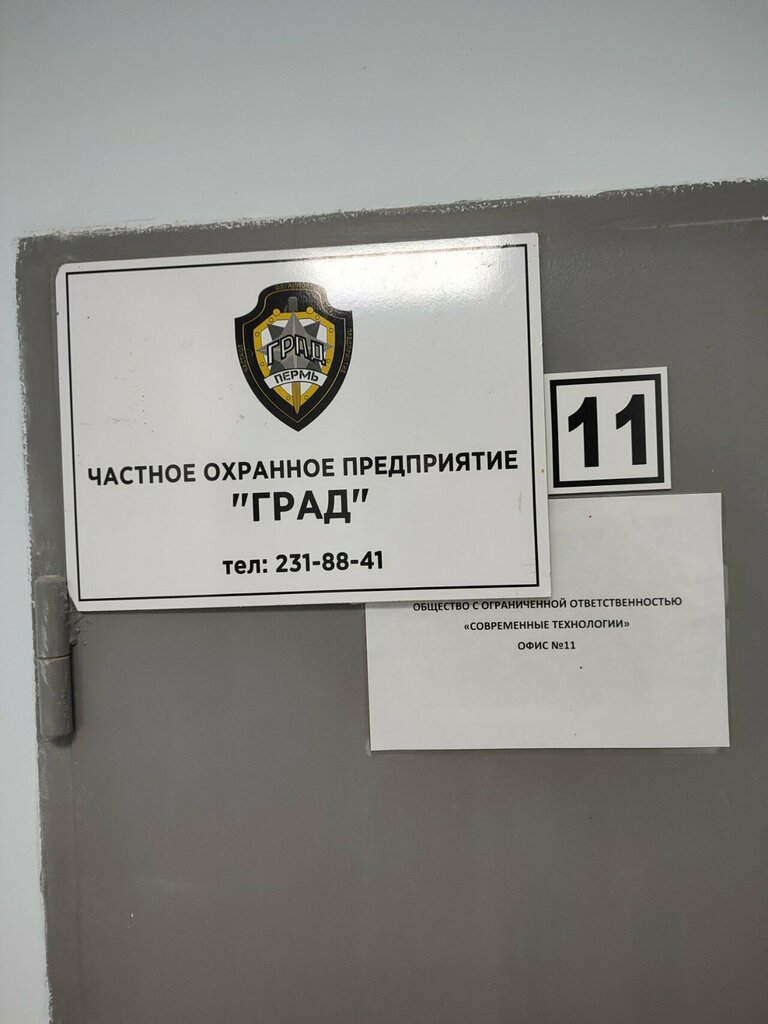 ГРАД
ПЕРМЬ
ЧАСТНОЕ ОХРАННОЕ ПРЕДПРИЯТИЕ
"ГРАД"
тел: 231-88-41
11
ОБЩЕСТВО С ОГРАНИЧЕННОЙ ОТВЕТСТВЕННОСТЬЮ
«СОВРЕМЕННЫЕ ТЕХНОЛОГИИ»
ОФИС №11